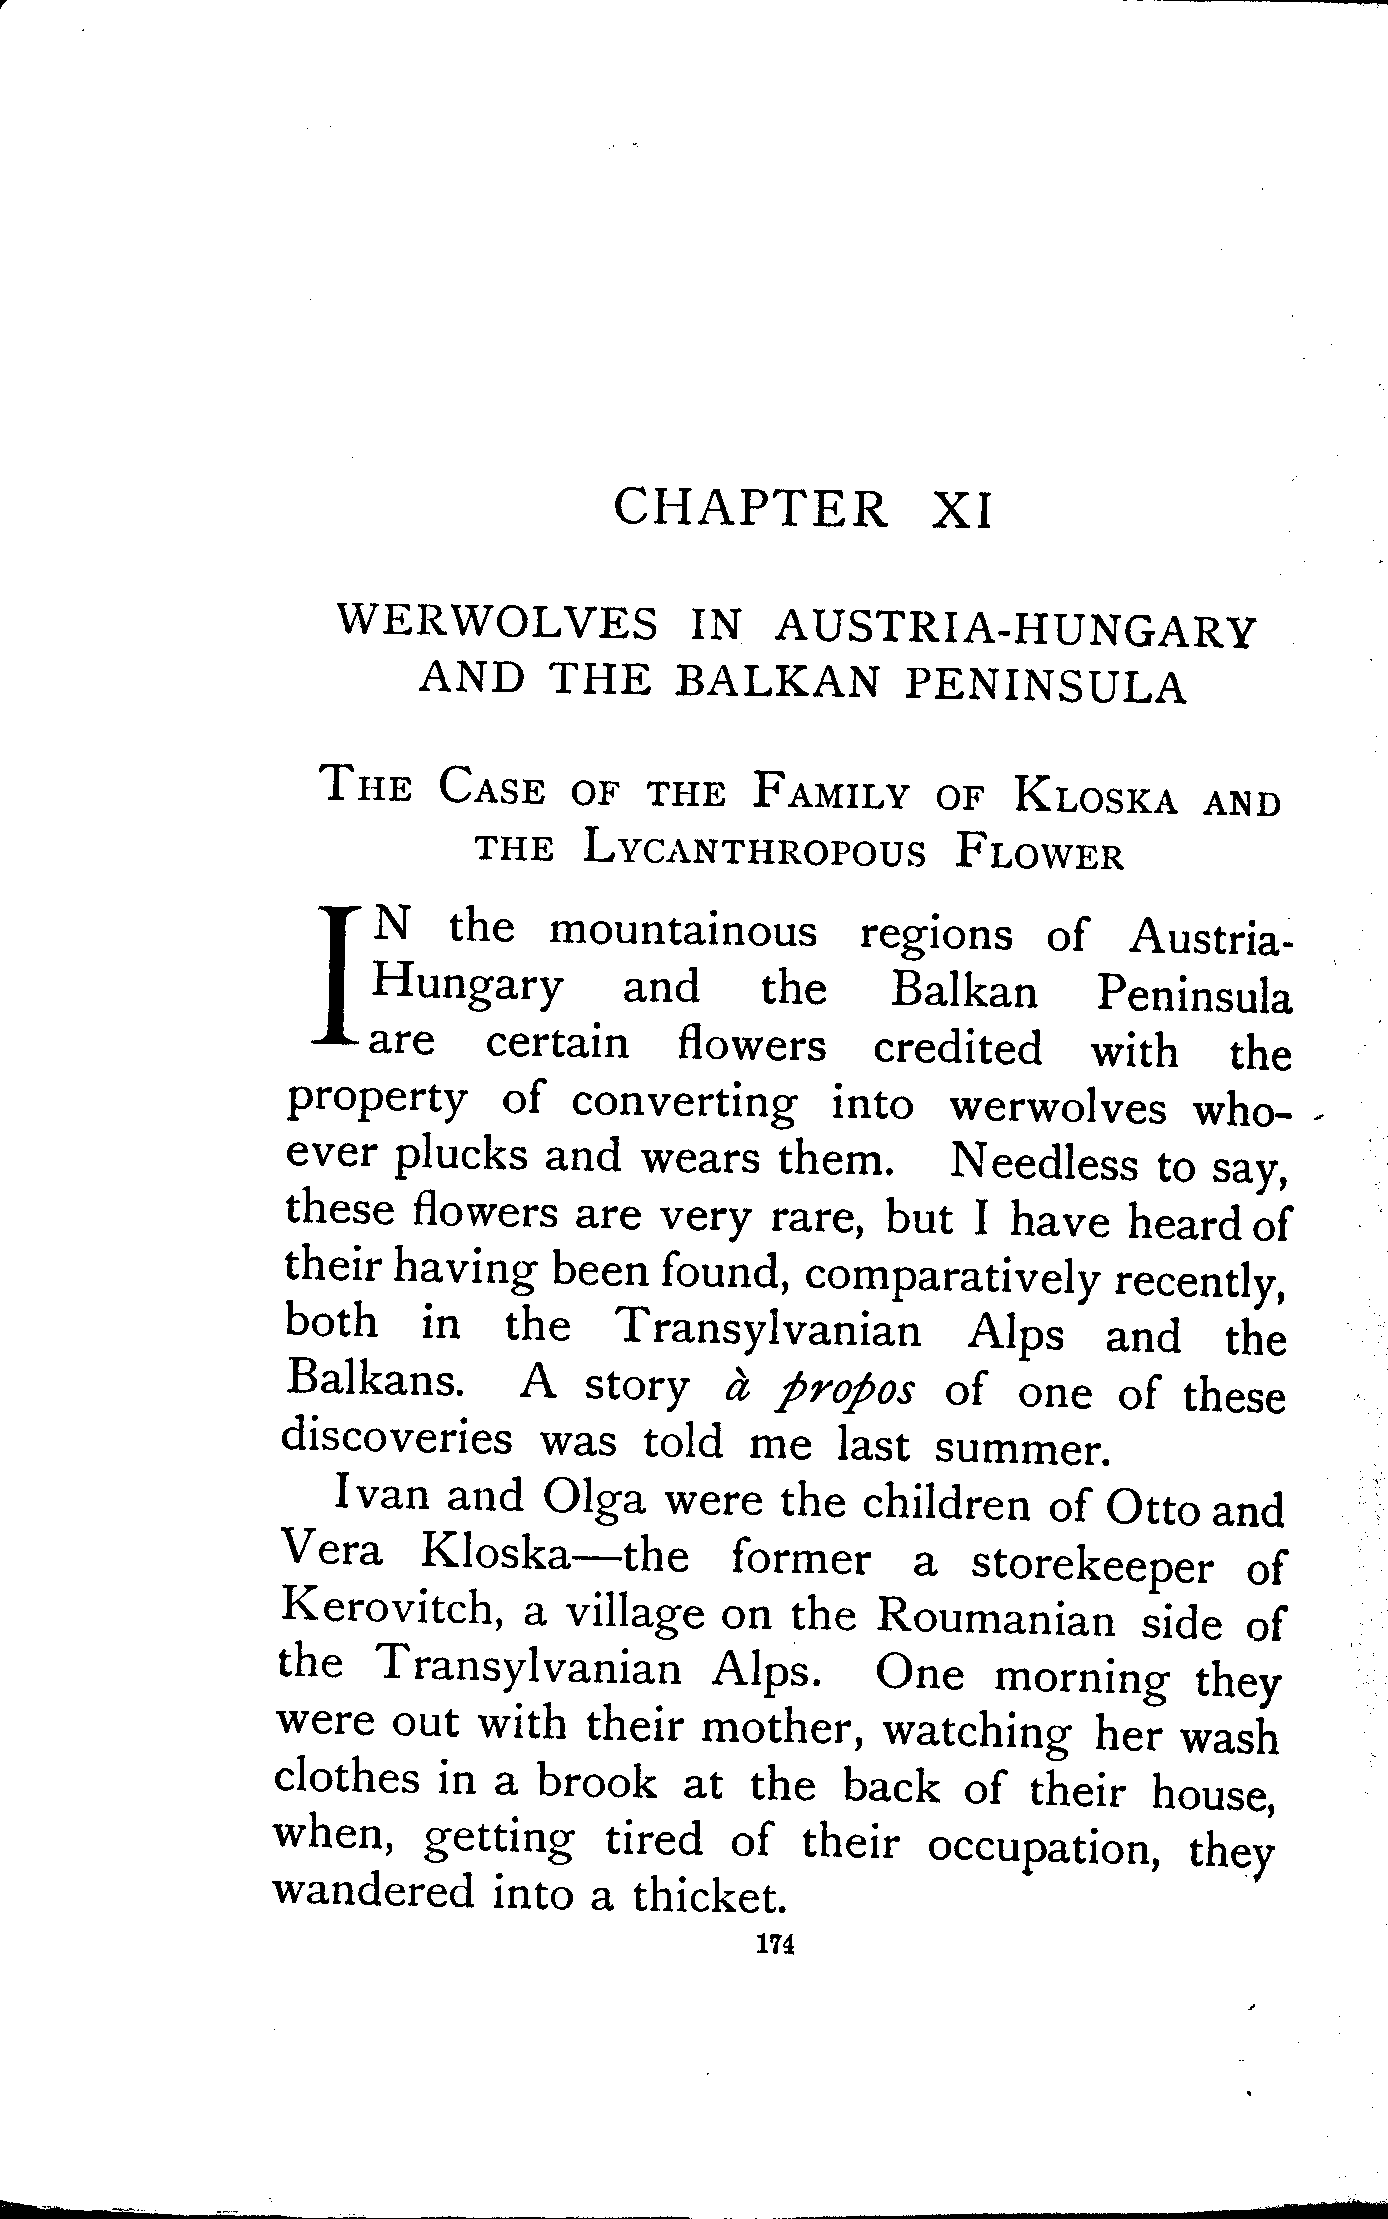 CHAPTER XI
WERWOLVES IN AUSTRIA-HUNGARY
AND THE BALKAN PENINSULA
THE CASE OF THE FAMILY OF KLOSKA AND
THE LYCANTHROPOUS FLOWER
IN the mountainous regions of Austria-
Hungary and the Balkan Peninsula
are certain flowers credited with the
property of converting into werwolves who-
ever plucks and wears them. Needless to say,
these flowers are very rare, but I have heard of
their having been found, comparatively recently,
both in the Transylvanian Alps and the
Balkans. A story à propos of one of these
discoveries was told me last summer.
Ivan and Olga were the children of Otto and
Vera Kloska—the former a storekeeper of
Kerovitch, a village on the Roumanian side of
the Transylvanian Alps. One morning they
were out with their mother, watching her wash
clothes in a brook at the back of their house,
when, getting tired of their occupation, they
wandered into a thicket.
174